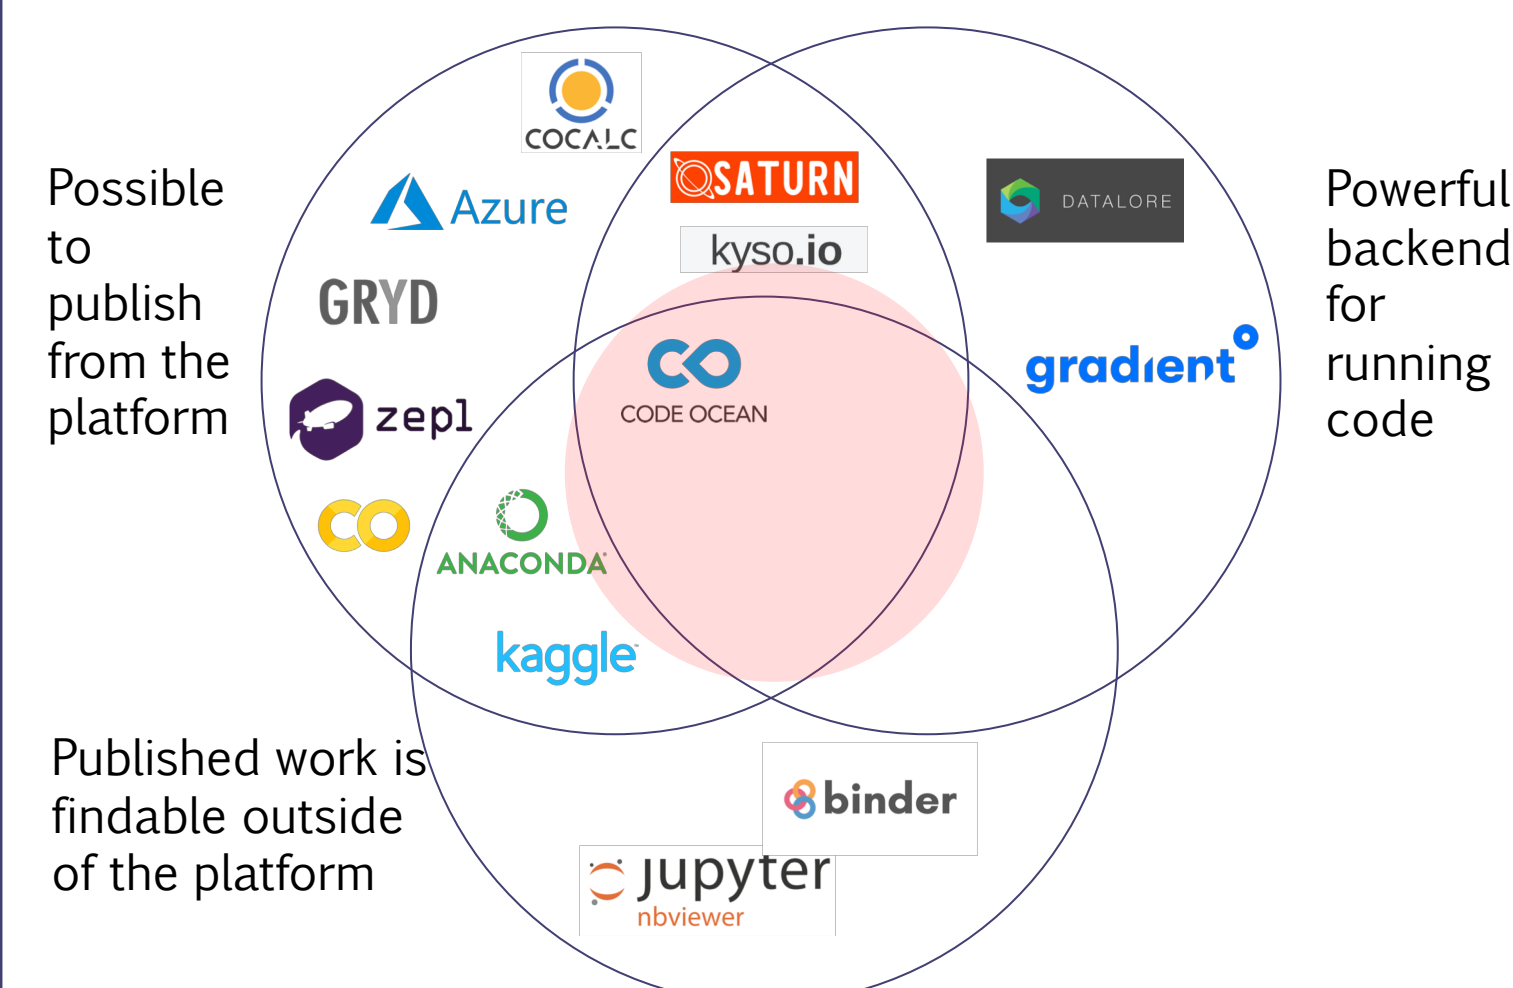 COCALC
SATURN
Azure
DATALORE
kyso.io
Possible
to
publish
from the
platform
Powerful
backend
for
running
code
GRYD
gradient
CODE OCEAN
zepl
CO
ANACONDA
kaggle
Published work is
findable outside
of the platform
binder
jupyter
nbviewer